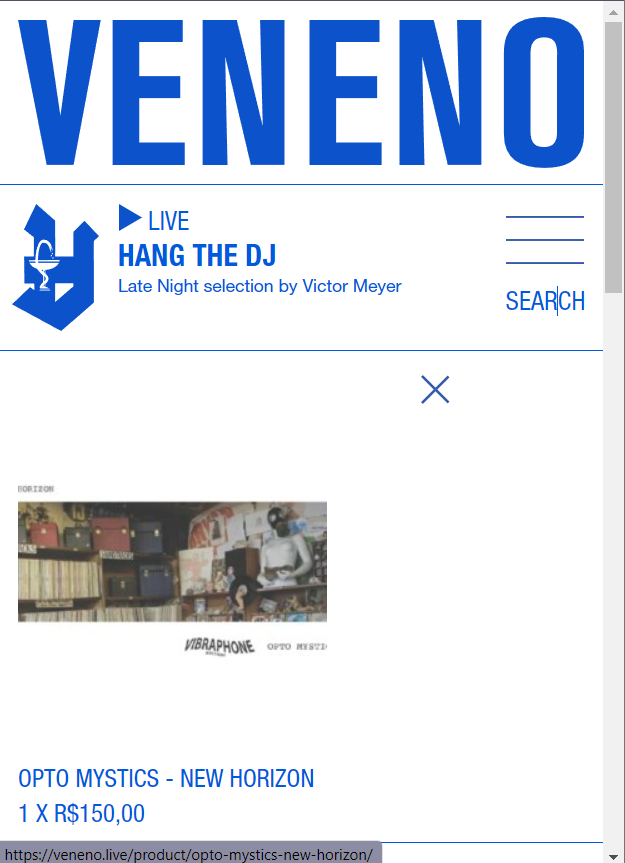 VENENO
LIVE
HANG THE DJ
Late Night selection by Victor Meyer
SEARCH
HORIZON
VIBRAPHONE OPTO MYSTI
OPTO MYSTICS - NEW HORIZON
1 X R$150,00
https://veneno.live/product/opto-mystics-new-horizon/